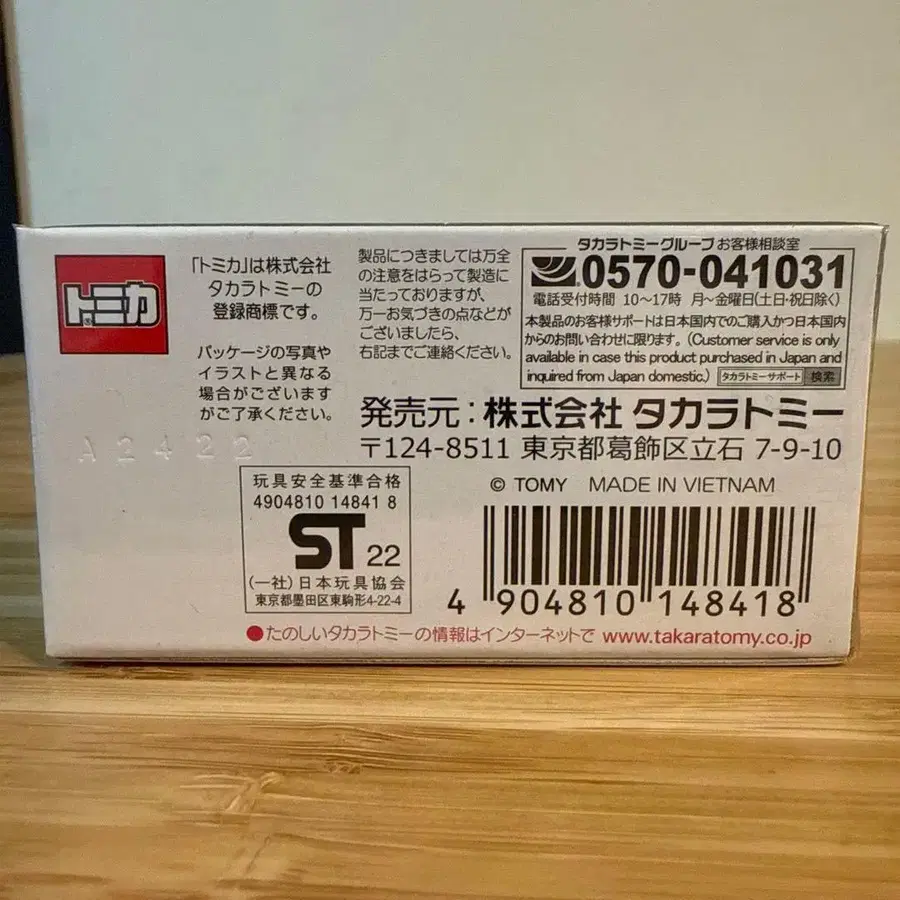 トミカ
®
「トミカ」は株式会社
タカラトミーの
登録商標です。
パッケージの写真や
イラストと異なる
場合がございます
がご了承ください。
A2422
製品につきましては万全
の注意をはらって製造に
当たっておりますが、
万一お気づきの点などが
ございましたら、
右記までご連絡ください。
タカラトミーグループ お客様相談室
0570-041031
電話受付時間 10～17時 月～金曜日(土日・祝日除く)
本製品のお客様サポートは日本国内でのご購入かつ日本国内
からのお問い合わせに限ります。(Customer service is only
available in case this product purchased in Japan and
inquired from Japan domestic.) タカラトミーサポート 検索
発売元：株式会社 タカラトミー
〒124-8511 東京都葛飾区立石 7-9-10
© TOMY MADE IN VIETNAM
玩具安全基準合格
4904810 14841 8
ST 22
(一社)日本玩具協会
東京都墨田区東駒形4-22-4
4 904810 148418
●たのしいタカラトミーの情報はインターネットで www.takaratomy.co.jp